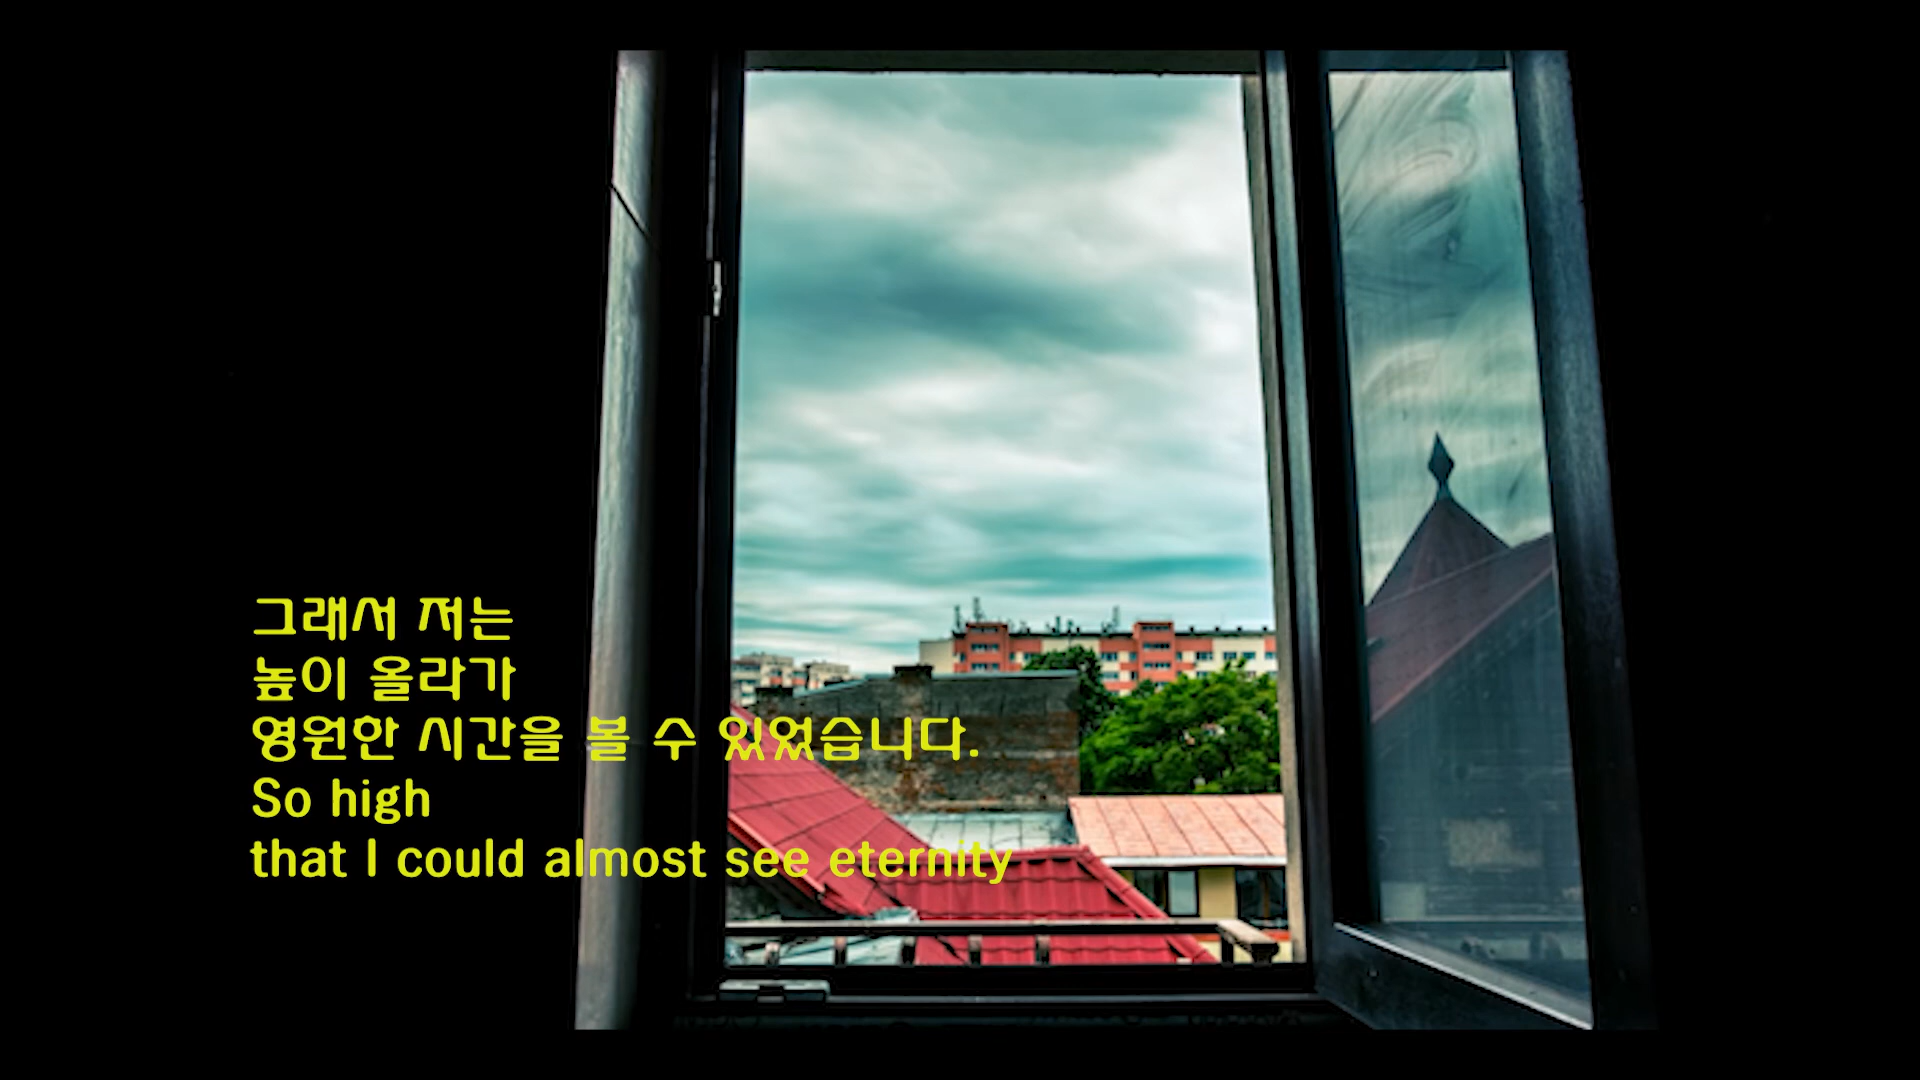 그래서 저는
높이 올라가
영원한 시간을 볼 수 있었습니다.
So high
that I could almost see eternity